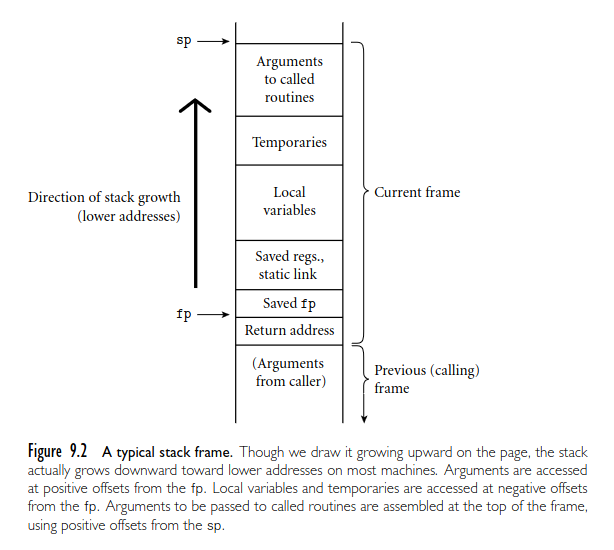 sp
Arguments
to called
routines
Temporaries
Direction of stack growth
(lower addresses)
Local
variables
Current frame
Saved regs.,
static link
fp
Saved fp
Return address
(Arguments
from caller)
Previous (calling)
frame
Figure 9.2 A typical stack frame. Though we draw it growing upward on the page, the stack
actually grows downward toward lower addresses on most machines. Arguments are accessed
at positive offsets from the fp. Local variables and temporaries are accessed at negative offsets
from the fp. Arguments to be passed to called routines are assembled at the top of the frame,
using positive offsets from the sp.